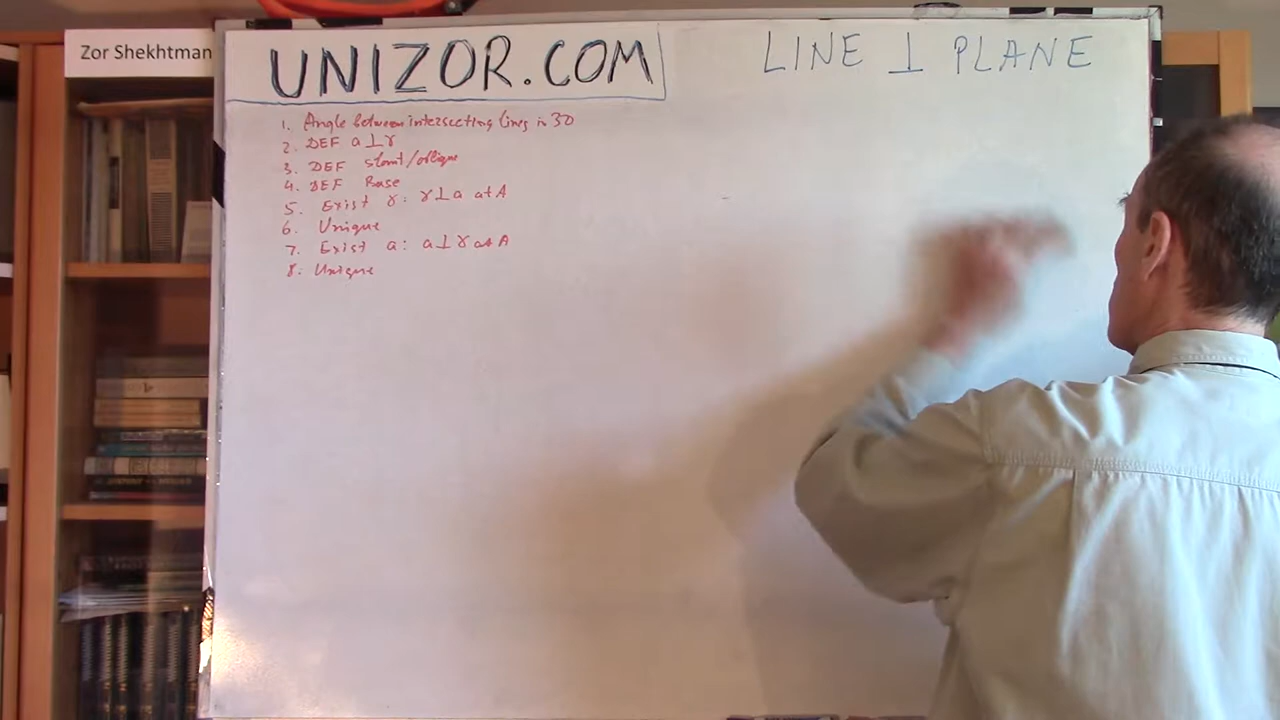 Zor Shekhtman
UNIZOR.COM
LINE ⊥ PLANE
1. Angle between intersecting lines in 3D
2. DEF a⊥γ
3. DEF slant/oblique
4. DEF Base
5. Exist γ: γ⊥a at A
6. Unique
7. Exist a: a⊥γ at A
8. Unique